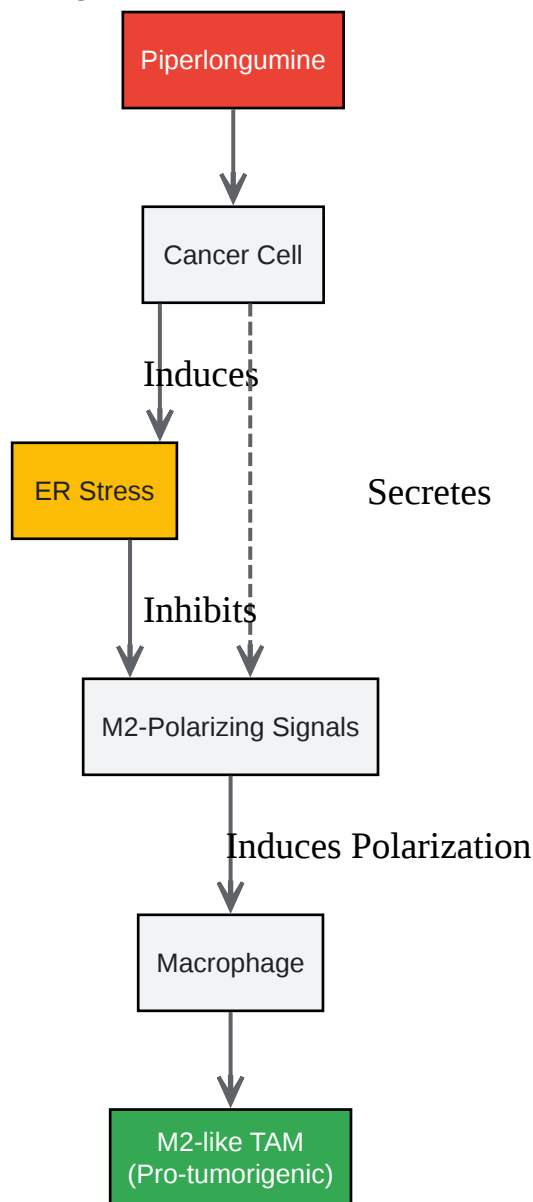 Piperlongumine
Cancer Cell
Induces
ER Stress
Secretes
Inhibits
M2-Polarizing Signals
Induces Polarization
Macrophage
M2-like TAM
(Pro-tumorigenic)